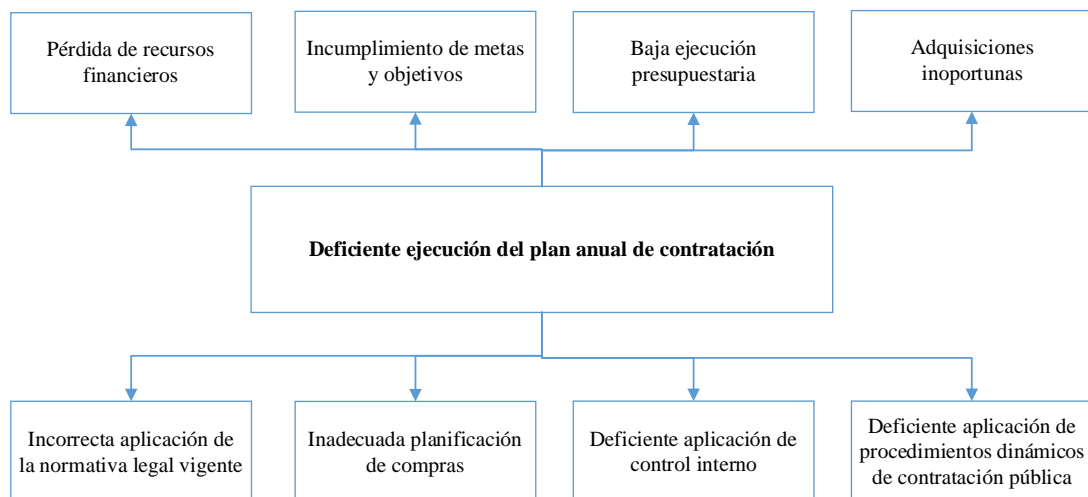 Pérdida de recursos
financieros
Incumplimiento de metas
y objetivos
Baja ejecución
presupuestaria
Adquisiciones
inoportunas
Deficiente ejecución del plan anual de contratación
Incorrecta aplicación de
la normativa legal vigente
Inadecuada planificación
de compras
Deficiente aplicación de
control interno
Deficiente aplicación de
procedimientos dinámicos
de contratación pública